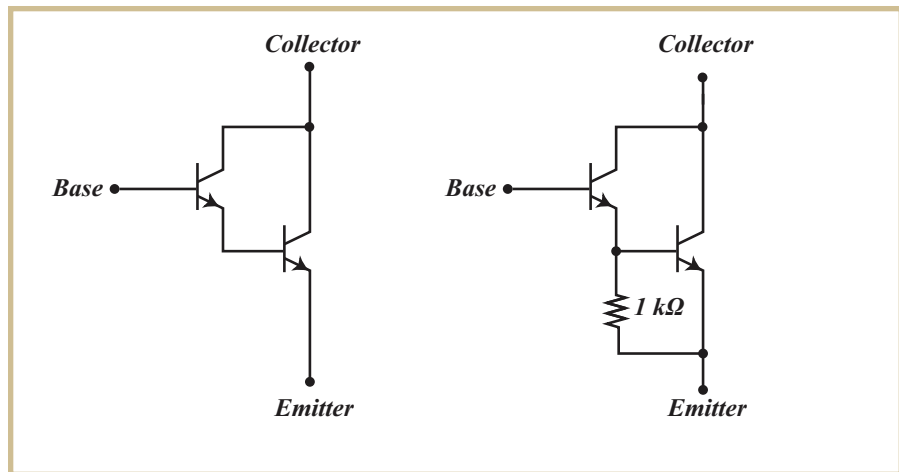 Collector
Base
Emitter
Collector
Base
1 kΩ
Emitter